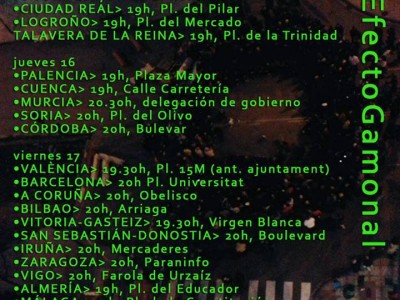 •CIUDAD REAL> 19h, Pl. del Pilar
•LOGROÑO> 19h, Pl. del Mercado
TALAVERA DE LA REINA> 19h, Pl. de la Trinidad
jueves 16
•PALENCIA> 19h, Plaza Mayor
•CUENCA> 19h, Calle Carretería
•MURCIA> 20.30h, delegación de gobierno
•SORIA> 20h, Pl. del Olivo
•CÓRDOBA> 20h, Bulevar
viernes 17
•VALÈNCIA> 19.30h, Pl. 15M (ant. ajuntament)
•BARCELONA> 20h Pl. Universitat
•A CORUÑA> 20h, Obelisco
•BILBAO> 20h, Arriaga
•VITORIA-GASTEIZ> 19.30h, Virgen Blanca
•SAN SEBASTIÁN-DONOSTIA> 20h, Boulevard
•IRUÑA> 20h, Mercaderes
•ZARAGOZA> 20h, Paraninfo
•VIGO> 20h, Farola de Urzaíz
•ALMERÍA> 19h, Pl. del Educador
EfectoGamonal